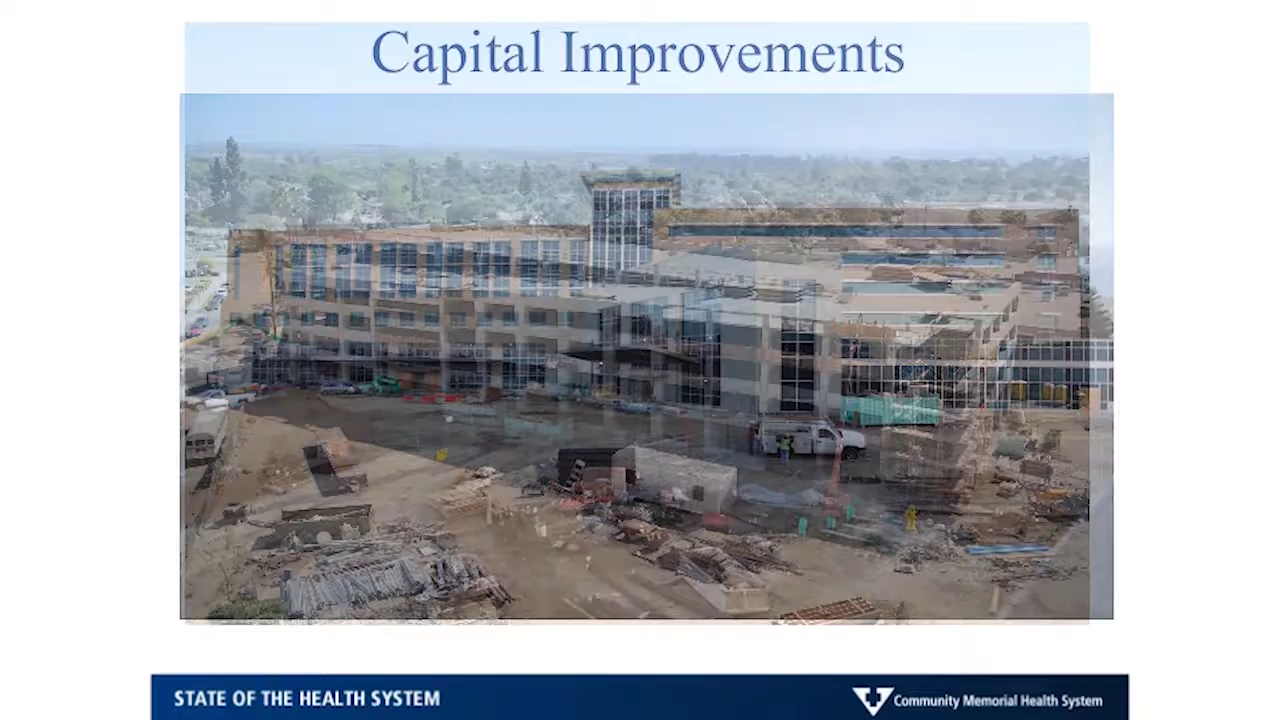 Capital Improvements
STATE OF THE HEALTH SYSTEM
Community Memorial Health System